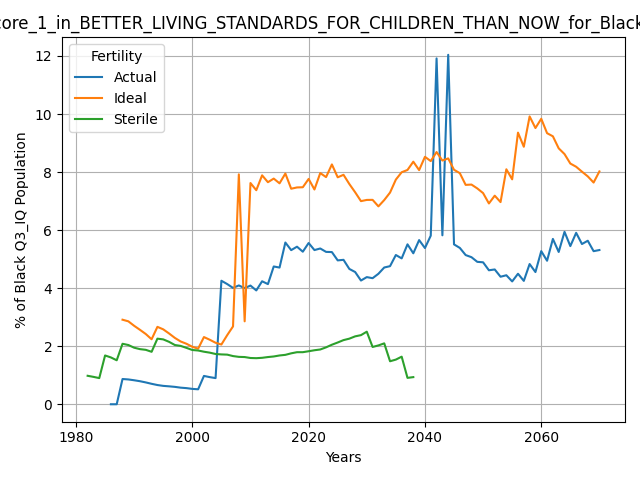 core_1_in_BETTER_LIVING_STANDARDS_FOR_CHILDREN_THAN_NOW_for_Black
Fertility
Actual
Ideal
Sterile
% of Black Q3_IQ Population
12
10
8
6
4
2
0
1980
2000
2020
2040
2060
Years